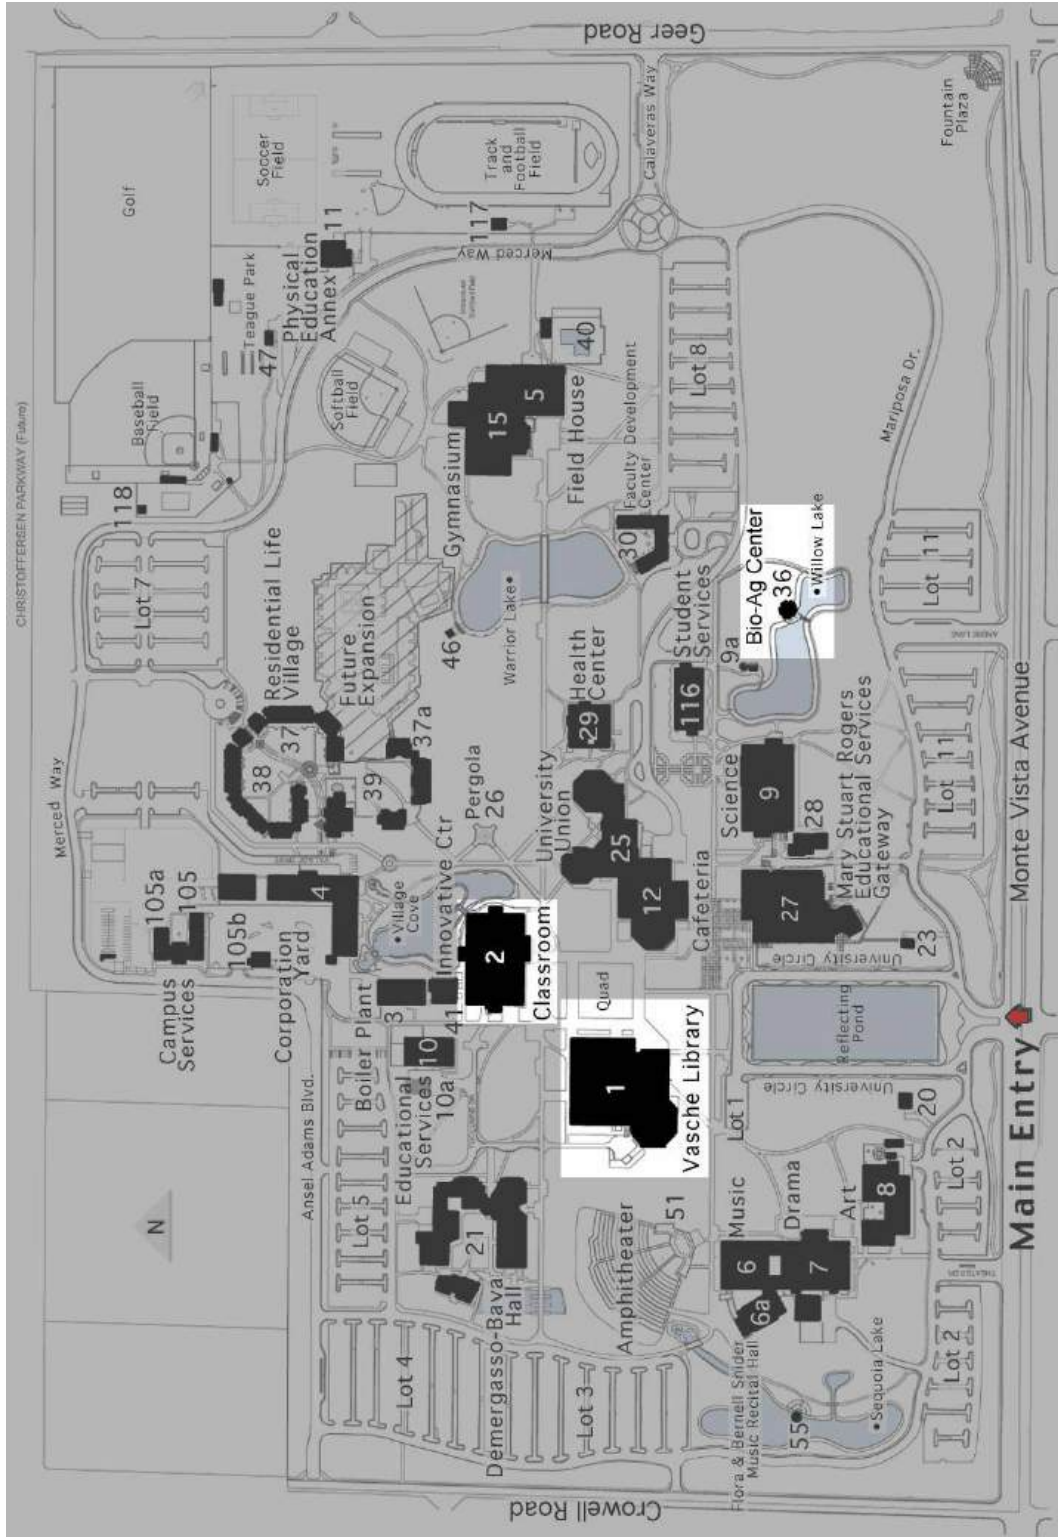 CHRISTOFFERSEN PARKWAY (Future)
Geer Road
Golf
Soccer
Field
Track
and
Football
Field
Calaveras Way
Fountain
Plaza
Baseball
Field
Teague Park
47
Physical
Education
Annex
11
117
Merced Way
118
Softball
Field
40
Lot 7
Gymnasium
15
5
Field House
Faculty Development
Center
30
Lot 8
Mariposa Dr.
Merced Way
Residential Life
Village
Future
Expansion
46
Warrior Lake
Student
Services
Bio-Ag Center
36
Willow Lake
Lot 11
38
37
39
37a
Pergola
26
University
Union
Health
Center
29
116
9a
Science
9
28
Mary Stuart Rogers
Educational Services
Gateway
Lot 11
Monte Vista Avenue
105a
105
105b
Campus
Services
Corporation
Yard
4
Village
Cove
Innovative Ctr
2
Classroom
25
12
Cafeteria
27
23
University Circle
Boiler Plant
3
41
Quad
Reflecting
Pond
Ansel Adams Blvd.
Lot 5
Educational
Services
10
10a
1
Vasche Library
Lot 1
University Circle
20
Main Entry
N
21
Demergasso-Bava
Hall
Amphitheater
51
Music
6
Drama
7
6a
Art
8
Lot 2
THEATER DR
Lot 4
Lot 3
Flora & Bernell Snider
Music Recital Hall
55
Sequoia Lake
Lot 2
Crowell Road